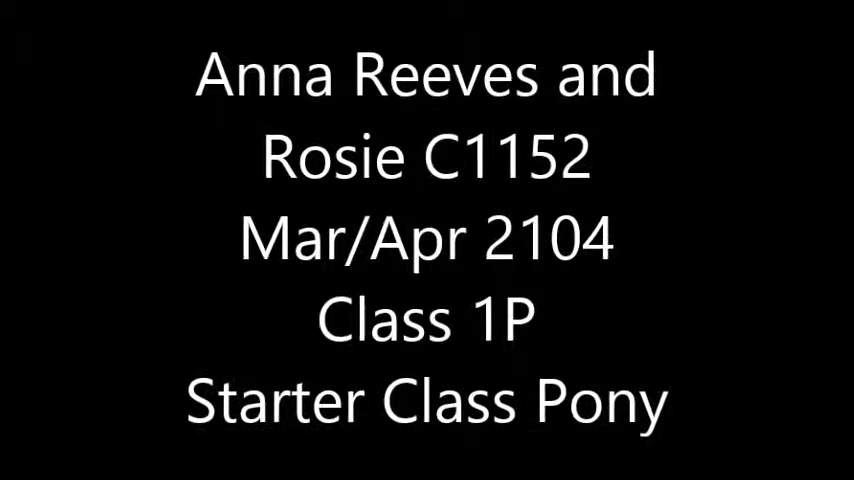 Anna Reeves and
Rosie C1152
Mar/Apr 2104
Class 1P
Starter Class Pony